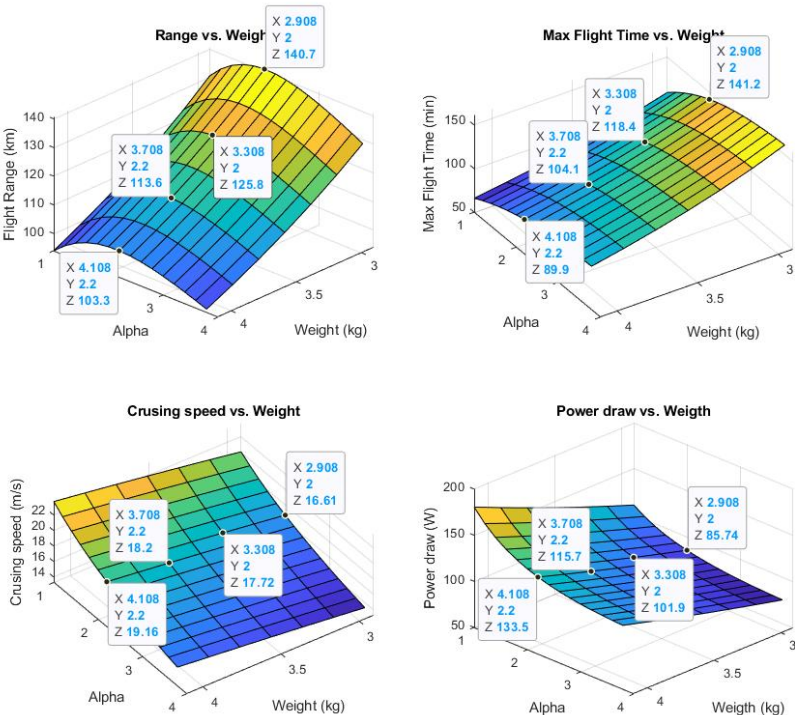 Range vs. Weight
X 2.908
Y 2
Z 140.7
X 3.708
Y 2.2
Z 113.6
X 3.308
Y 2
Z 125.8
X 4.108
Y 2.2
Z 103.3
Flight Range (km)
140
130
120
110
100
1
3
4
Alpha
4
3.5
3
Weight (kg)
Max Flight Time vs. Weight
X 2.908
Y 2
Z 141.2
X 3.308
Y 2
Z 118.4
X 3.708
Y 2.2
Z 104.1
X 4.108
Y 2.2
Z 89.9
Max Flight Time (min)
150
100
50
1
2
4
Alpha
4
3.5
3
Weight (kg)
Crusing speed vs. Weight
X 2.908
Y 2
Z 16.61
X 3.708
Y 2.2
Z 18.2
X 3.308
Y 2
Z 17.72
X 4.108
Y 2.2
Z 19.16
Crusing speed (m/s)
22
20
18
16
14
1
2
3
4
Alpha
4
3.5
3
Weight (kg)
Power draw vs. Weigth
X 2.908
Y 2
Z 85.74
X 3.708
Y 2.2
Z 115.7
X 3.308
Y 2
Z 101.9
X 4.108
Y 2.2
Z 133.5
Power draw (W)
200
150
100
50
1
2
3
4
Alpha
4
3.5
3
Weigth (kg)